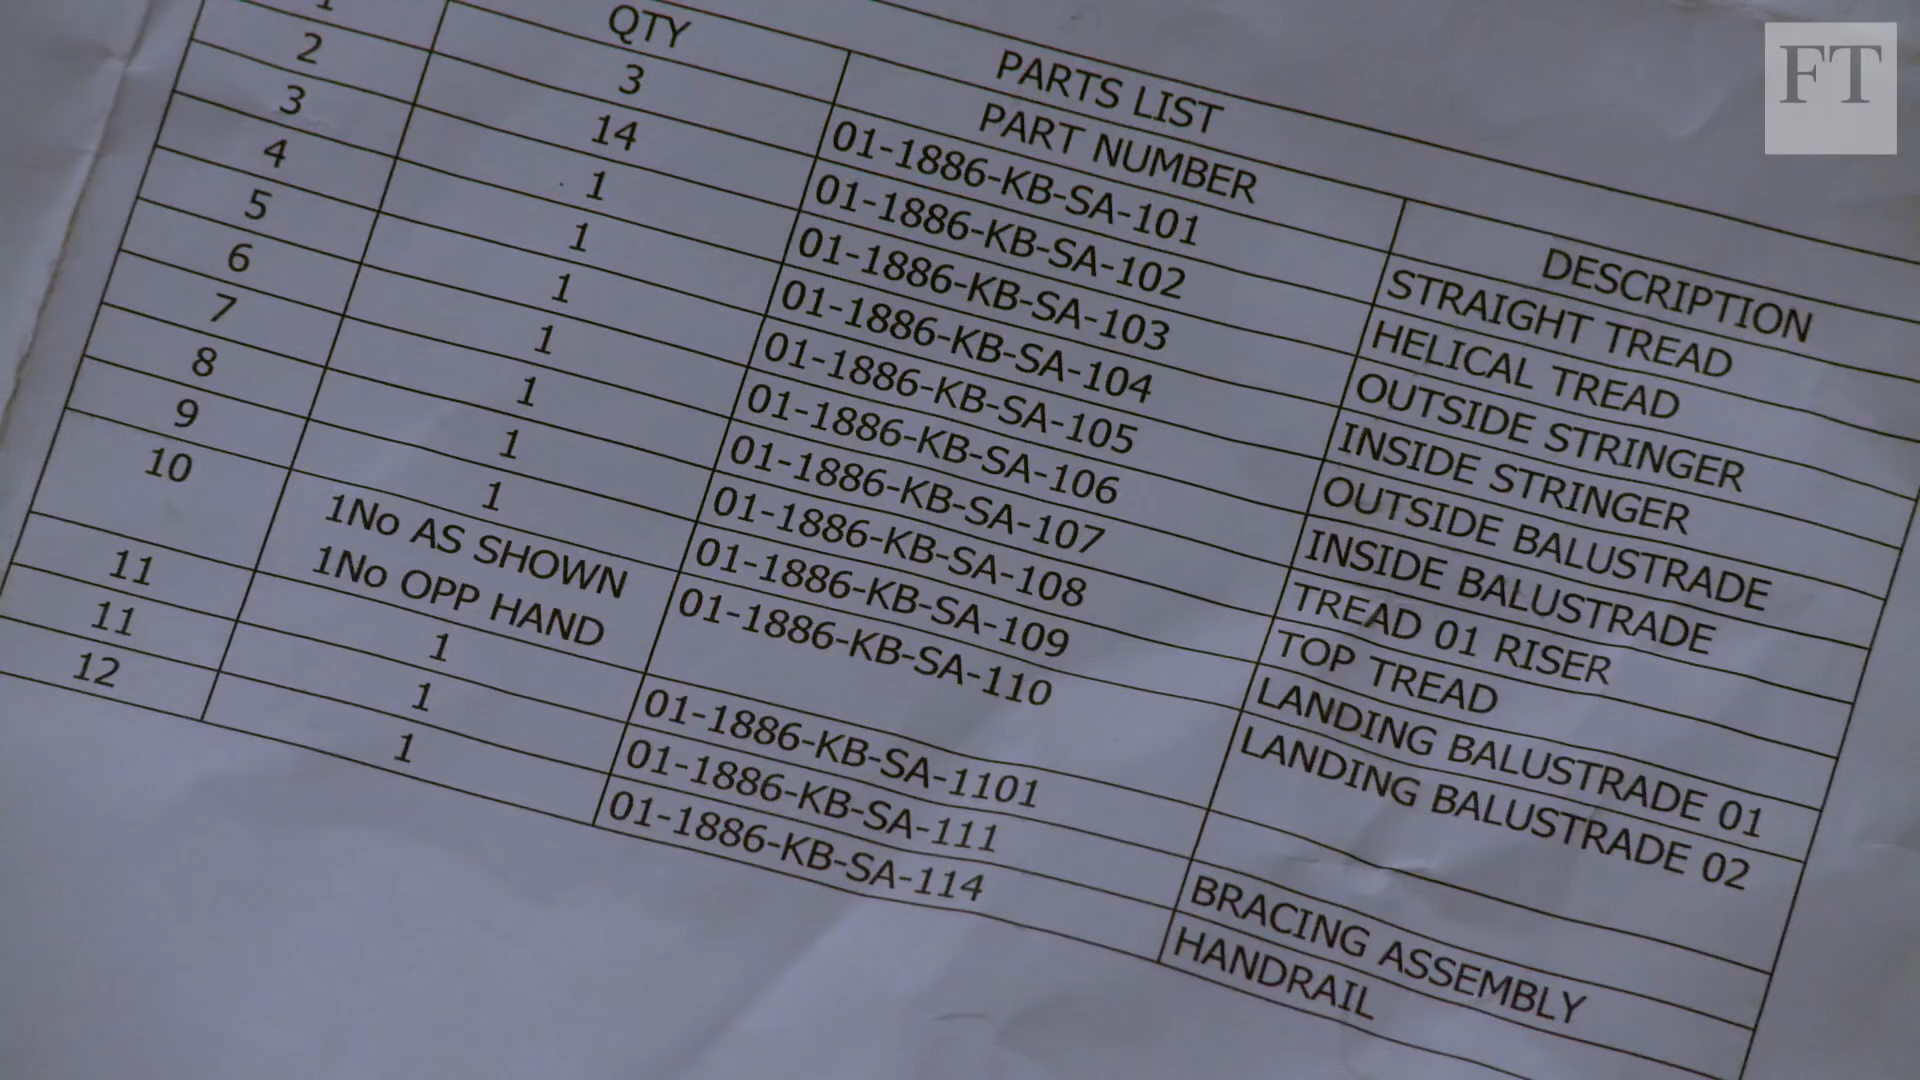 PARTS LIST
QTY PART NUMBER DESCRIPTION
1 3 01-1886-KB-SA-101 STRAIGHT TREAD
2 14 01-1886-KB-SA-102 HELICAL TREAD
3 1 01-1886-KB-SA-103 OUTSIDE STRINGER
4 1 01-1886-KB-SA-104 INSIDE STRINGER
5 1 01-1886-KB-SA-105 OUTSIDE BALUSTRADE
6 1 01-1886-KB-SA-106 INSIDE BALUSTRADE
7 1 01-1886-KB-SA-107 TREAD 01 RISER
8 1 01-1886-KB-SA-108 TOP TREAD
9 1 01-1886-KB-SA-109 LANDING BALUSTRADE 01
10 1No AS SHOWN 01-1886-KB-SA-110 LANDING BALUSTRADE 02
1No OPP HAND
11 1 01-1886-KB-SA-1101
11 1 01-1886-KB-SA-111 BRACING ASSEMBLY
12 1 01-1886-KB-SA-114 HANDRAIL
FT